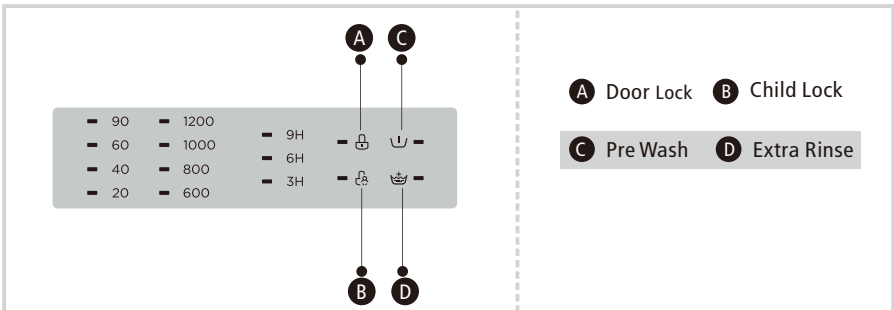 A C
90 1200
60 1000 9H
40 800 6H
20 600 3H
B D
A Door Lock B Child Lock
C Pre Wash D Extra Rinse